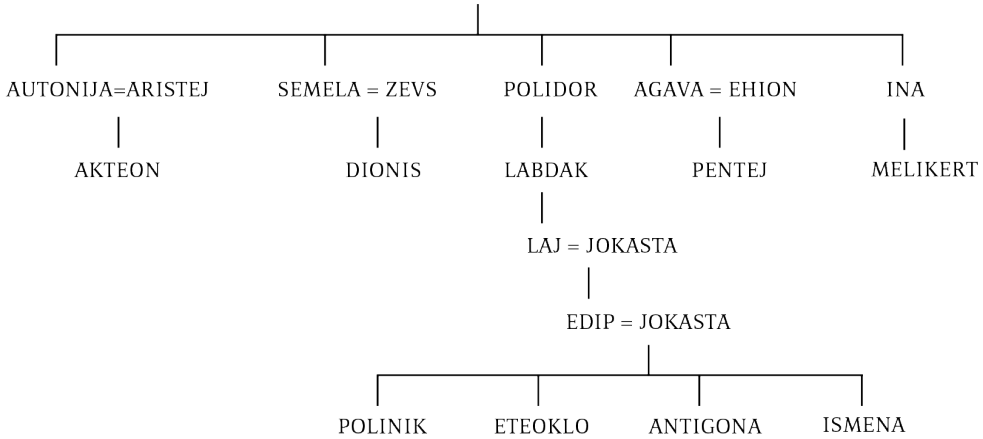 AUTONIJA=ARISTEJ SEMELA = ZEVS POLIDOR AGAVA = EHION INA
AKTEON DIONIS LABDAK PENTEJ MELIKERT
LAJ = JOKASTA
EDIP = JOKASTA
POLINIK ETEOKLO ANTIGONA ISMENA